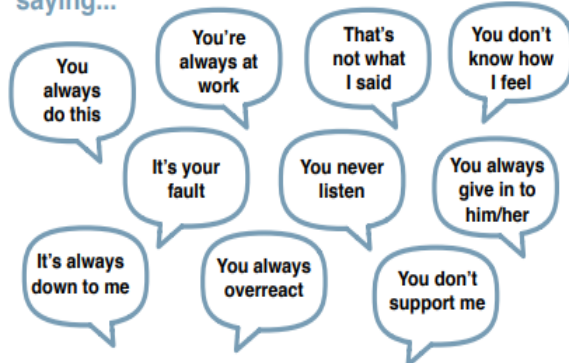 saying...
You
always
do this
You're
always at
work
That's
not what
I said
You don't
know how
I feel
It's your
fault
You never
listen
You always
give in to
him/her
It's always
down to me
You always
overreact
You don't
support me